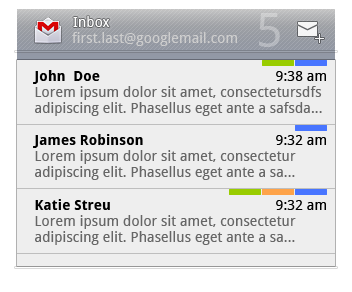 Inbox
first.last@googlemail.com
5
John Doe 9:38 am
Lorem ipsum dolor sit amet, consectetursdfs
adipiscing elit. Phasellus eget ante a safsda...
James Robinson 9:32 am
Lorem ipsum dolor sit amet, consectetur
adipiscing elit. Phasellus eget ante a sa...
Katie Streu 9:32 am
Lorem ipsum dolor sit amet, consectetur
adipiscing elit. Phasellus eget ante a sa...